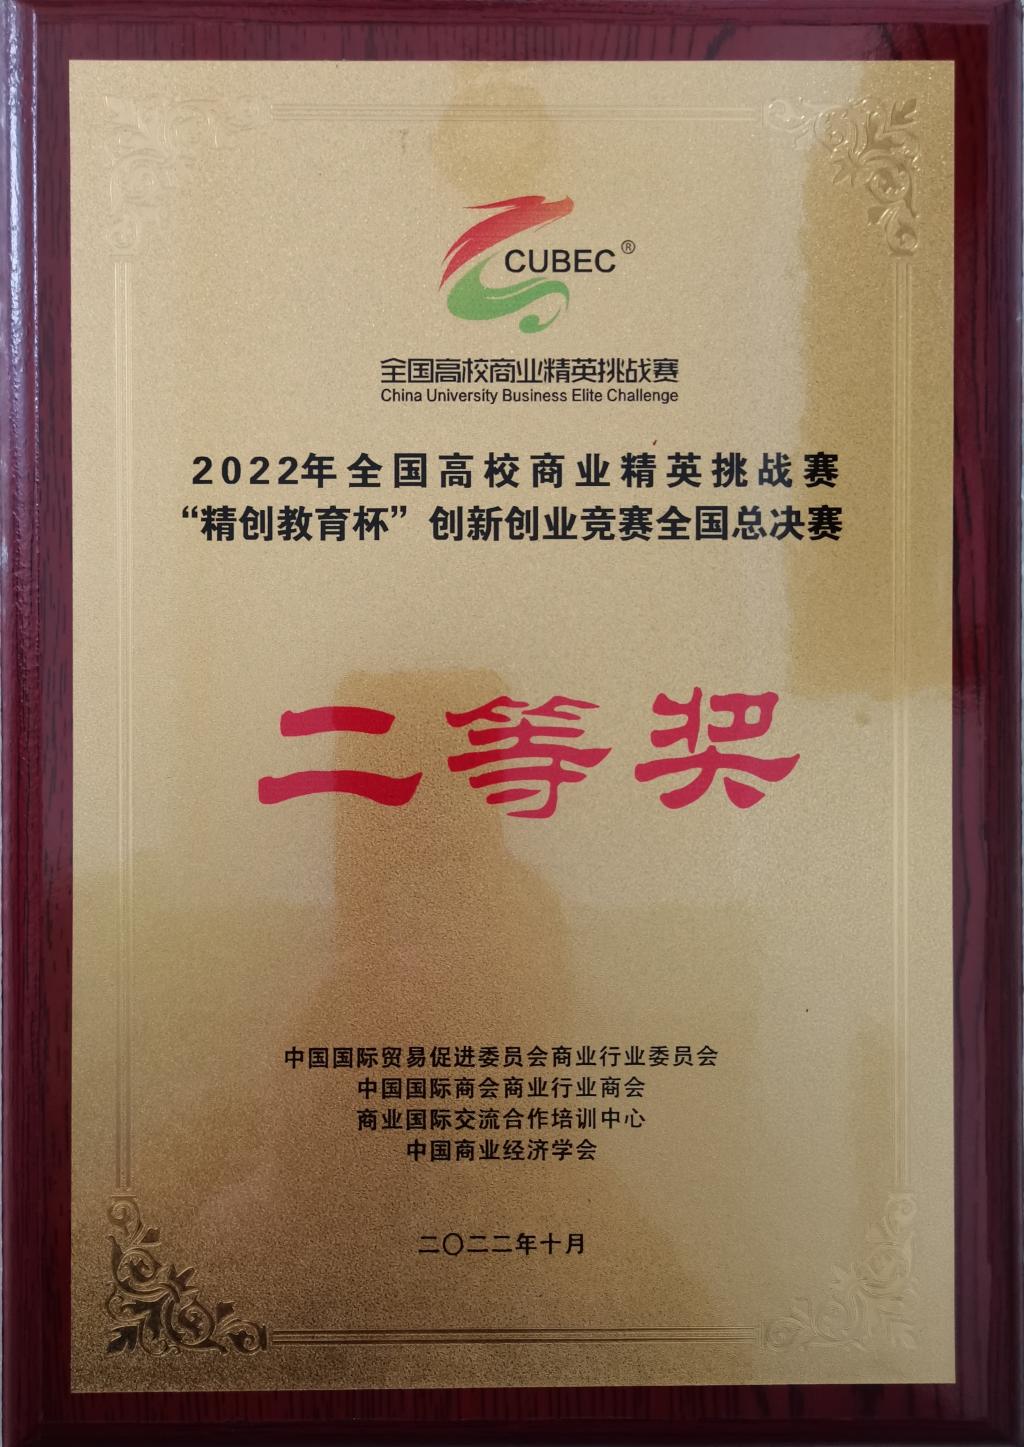 CUBEC®
全国高校商业精英挑战赛
China University Business Elite Challenge
2022年全国高校商业精英挑战赛
“精创教育杯”创新创业竞赛全国总决赛
二等奖
中国国际贸易促进委员会商业行业委员会
中国国际商会商业行业商会
商业国际交流合作培训中心
中国商业经济学会
二〇二二年十月